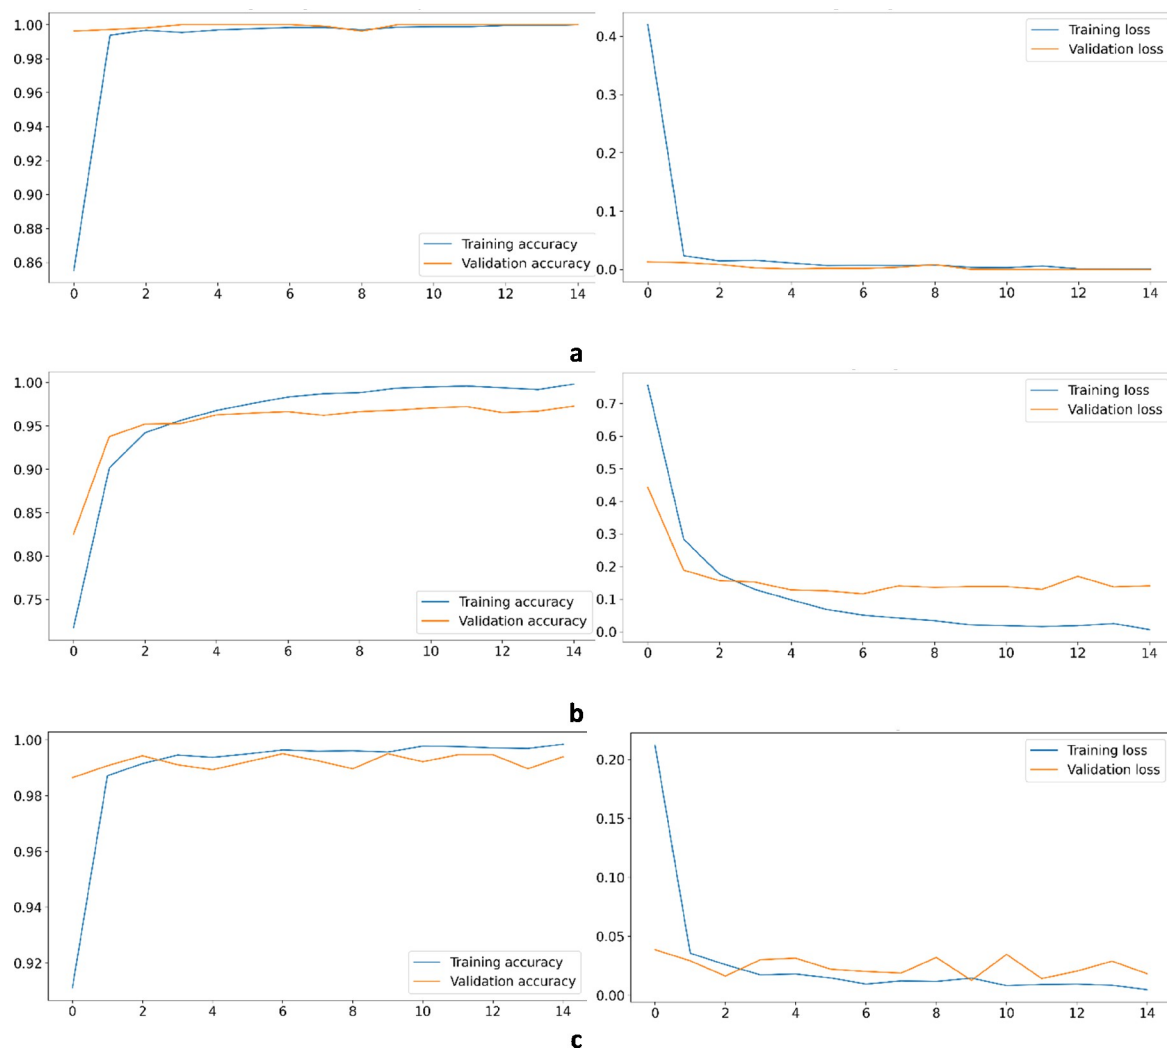 1.00
0.98
0.96
0.94
0.92
0.90
0.88
0.86
Training accuracy
Validation accuracy
0 2 4 6 8 10 12 14
0.4
0.3
0.2
0.1
0.0
Training loss
Validation loss
0 2 4 6 8 10 12 14
a
1.00
0.95
0.90
0.85
0.80
0.75
Training accuracy
Validation accuracy
0 2 4 6 8 10 12 14
0.7
0.6
0.5
0.4
0.3
0.2
0.1
0.0
Training loss
Validation loss
0 2 4 6 8 10 12 14
b
1.00
0.98
0.96
0.94
0.92
Training accuracy
Validation accuracy
0 2 4 6 8 10 12 14
0.20
0.15
0.10
0.05
0.00
Training loss
Validation loss
0 2 4 6 8 10 12 14
c